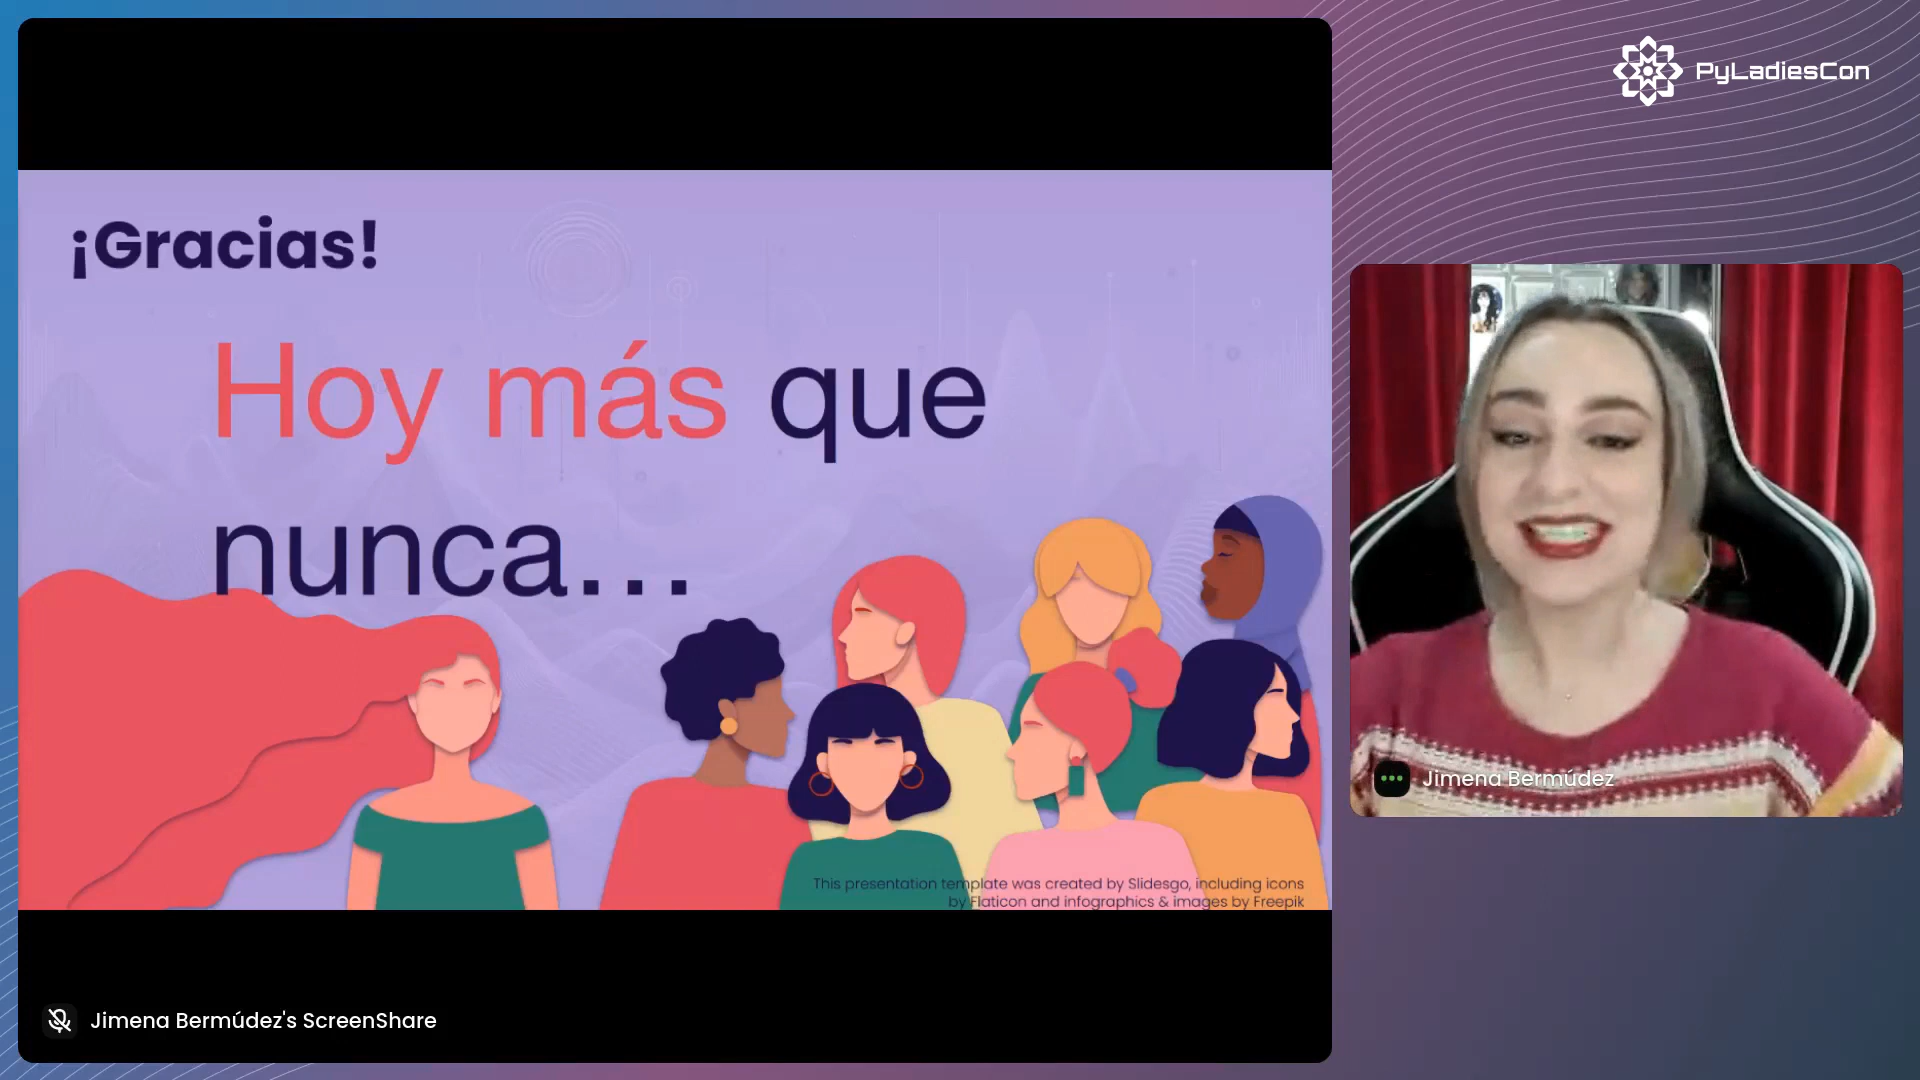 PyLadiesCon
¡Gracias!
Hoy más que
nunca...
This presentation template was created by Slidesgo, including icons
by Flaticon and infographics & images by Freepik
Jimena Bermúdez
Jimena Bermúdez's ScreenShare